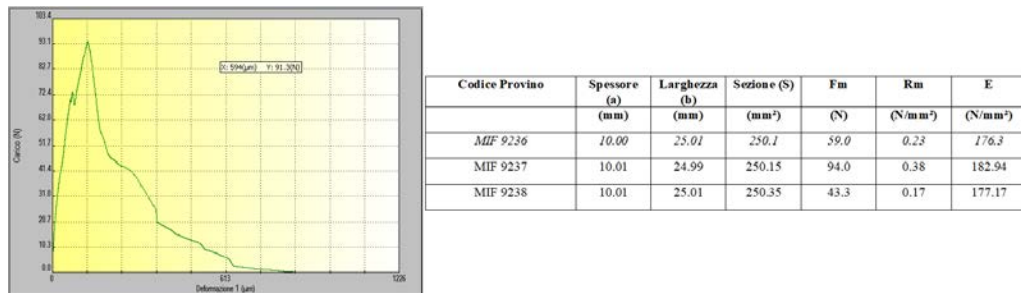 103.4
93.1
82.7
72.4
62.0
51.7
41.4
31.0
20.7
10.3
0.0
Carico (N)
X: 594(µm) Y: 91.3(N)
0 613 1226
Deformazione 1 (µm)
Codice Provino Spessore (a) Larghezza (b) Sezione (S) Fm Rm E
(mm) (mm) (mm²) (N) (N/mm²) (N/mm²)
MIF 9236 10.00 25.01 250.1 59.0 0.23 176.3
MIF 9237 10.01 24.99 250.15 94.0 0.38 182.94
MIF 9238 10.01 25.01 250.35 43.3 0.17 177.17